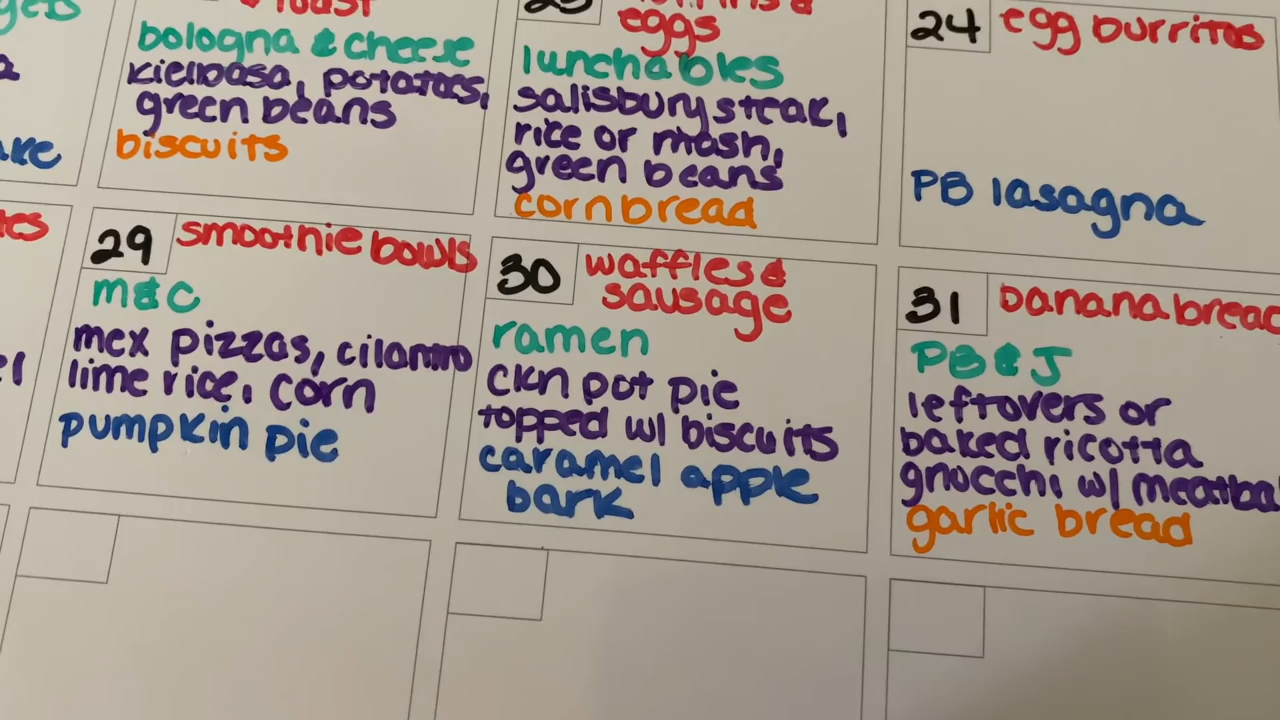 toast
bologna & cheese
kielbasa, potatoes,
green beans
biscuits
23
eggs
lunchables
salisbury steak,
rice or mash,
green beans
cornbread
24 egg burritos
PB lasagna
29 smoothie bowls
m&c
mex pizzas, cilantro
lime rice, corn
pumpkin pie
30 waffles &
sausage
ramen
ckn pot pie
topped w/ biscuits
caramel apple
bark
31 banana bread
PB & J
leftovers or
baked ricotta
gnocchi w/ meatba
garlic bread